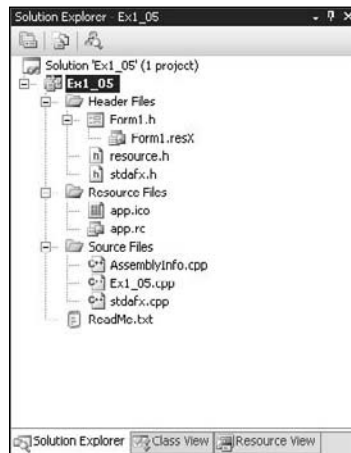 Solution Explorer - Ex1_05
Solution 'Ex1_05' (1 project)
Ex1_05
Header Files
Form1.h
Form1.resX
resource.h
stdafx.h
Resource Files
app.ico
app.rc
Source Files
AssemblyInfo.cpp
Ex1_05.cpp
stdafx.cpp
ReadMe.txt
Solution Explorer Class View Resource View